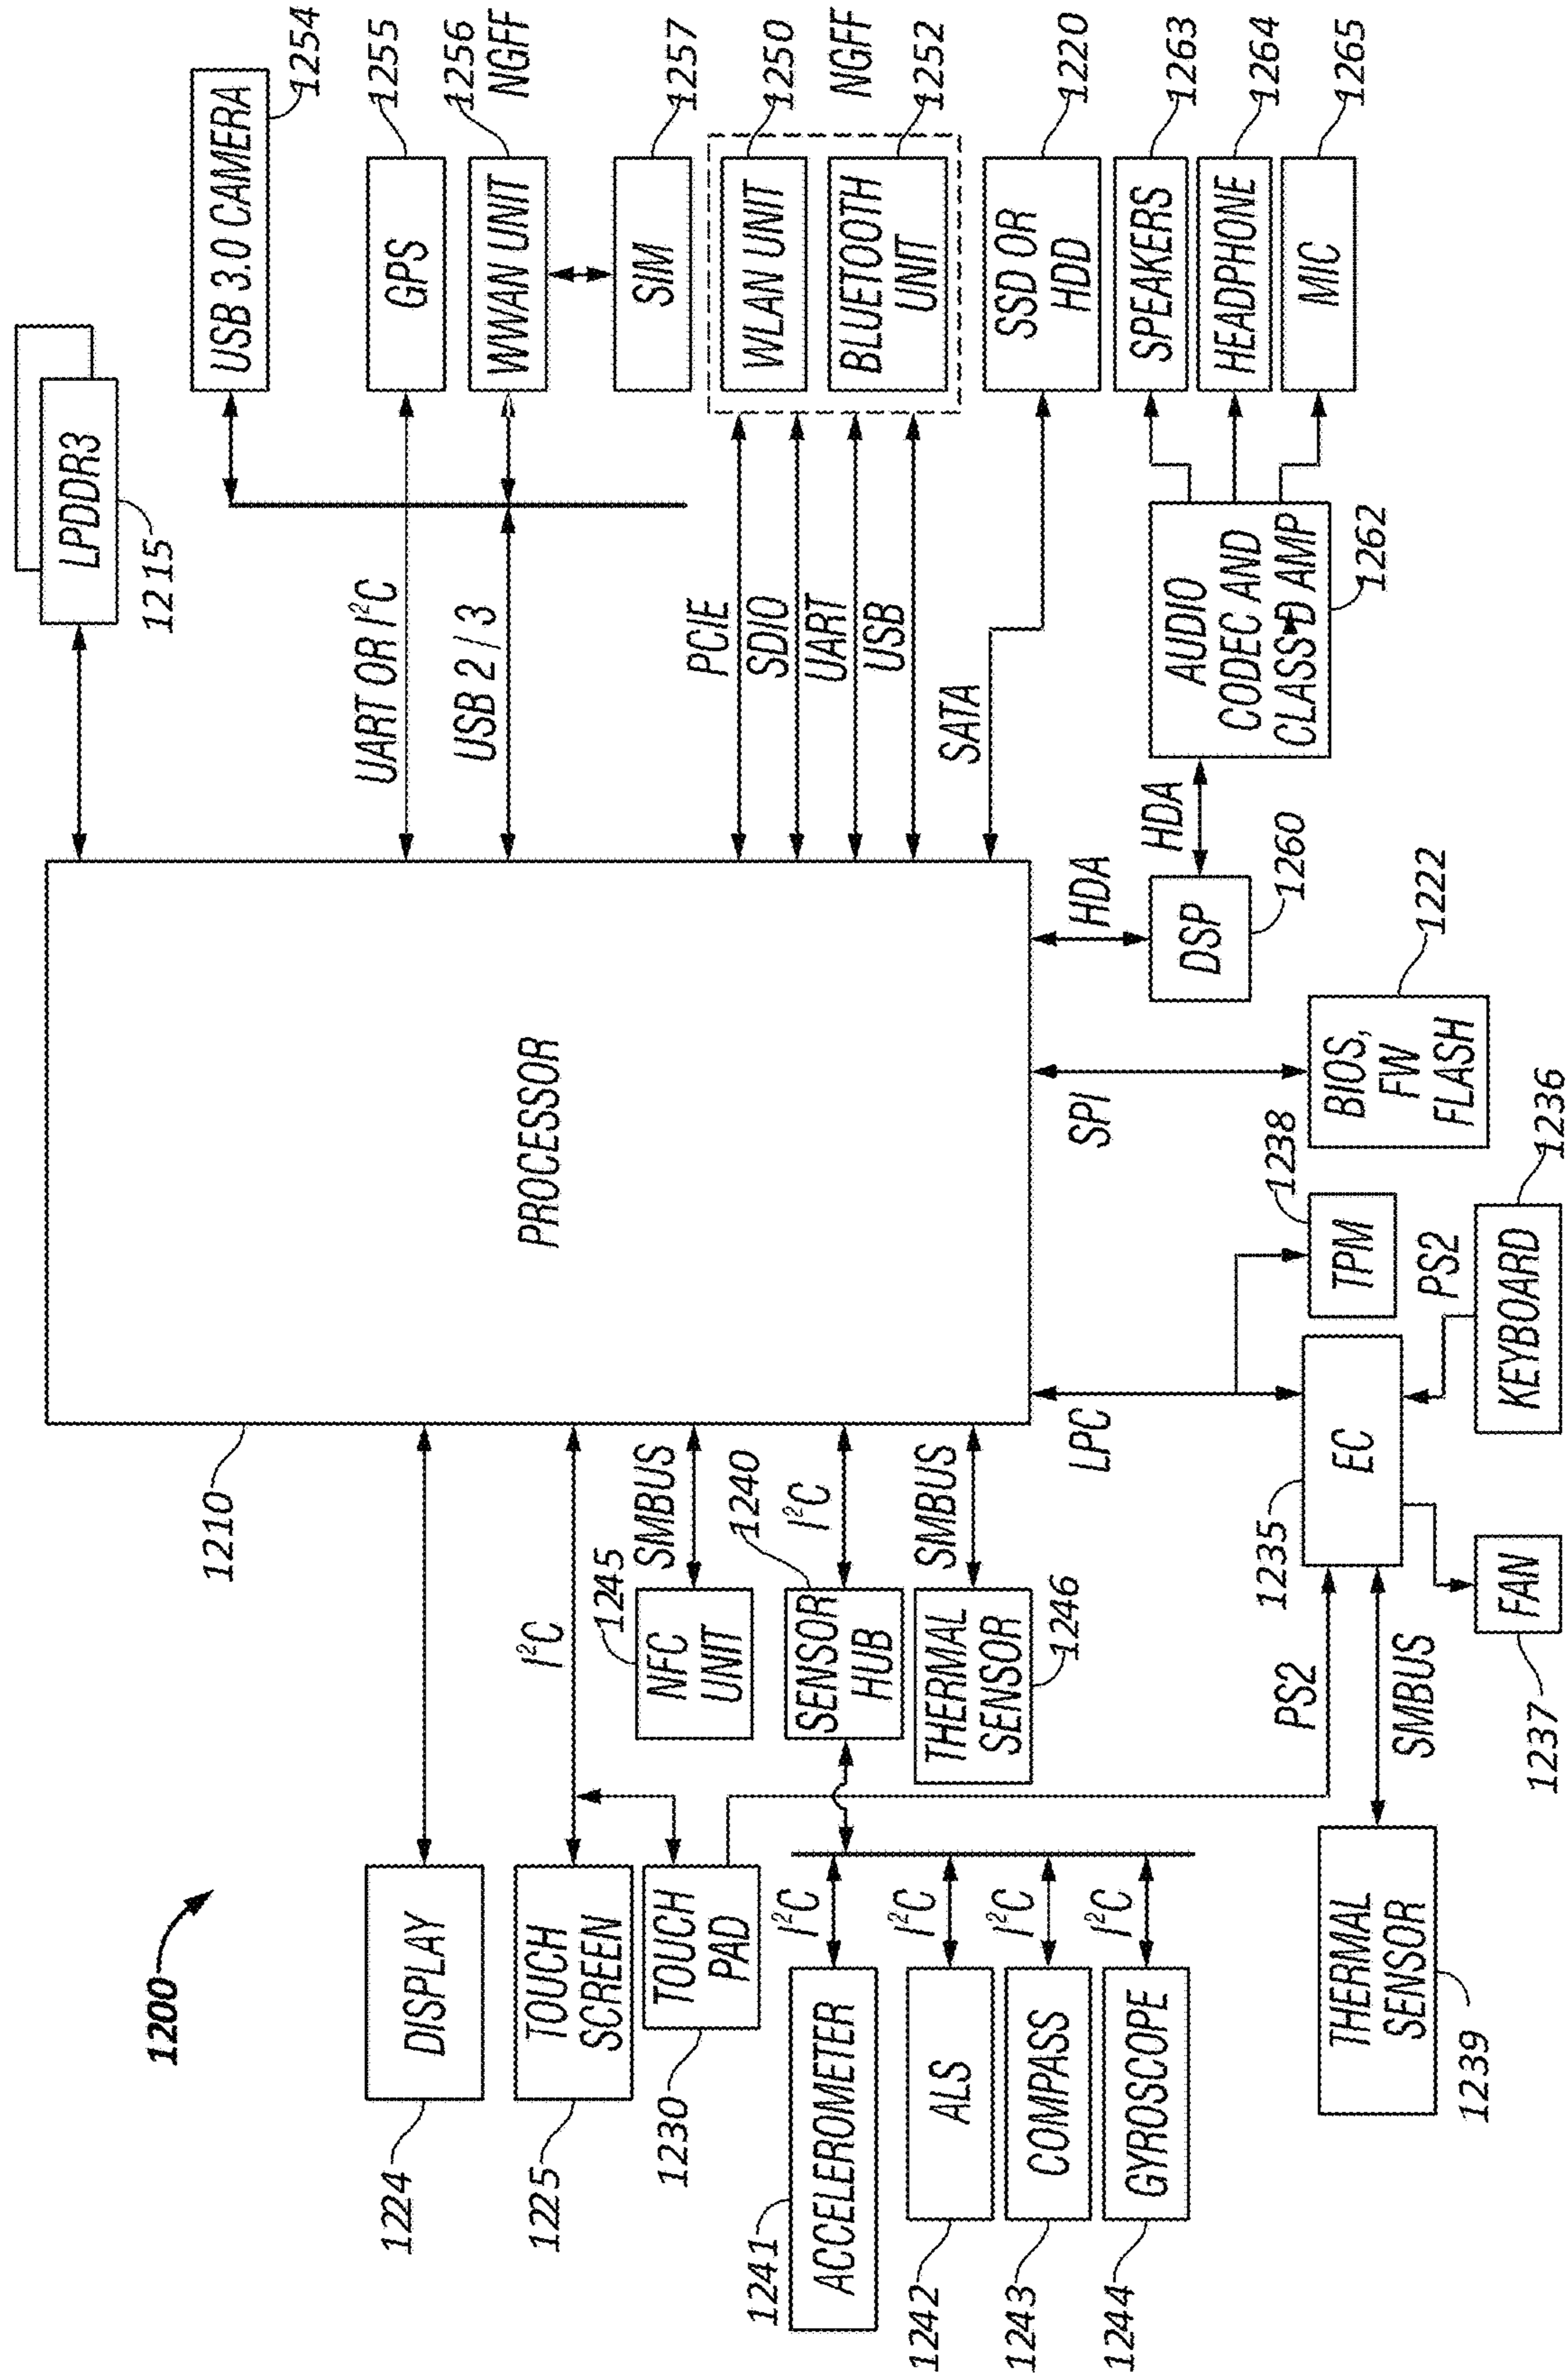 1200
DISPLAY
1224
TOUCH
SCREEN
1225
TOUCH
PAD
1230
ACCELEROMETER
1241
ALS
1242
COMPASS
1243
GYROSCOPE
1244
I²C
I²C
I²C
I²C
I²C
NFC
UNIT
1245
SMBUS
SENSOR
HUB
1240
I²C
THERMAL
SENSOR
1246
SMBUS
THERMAL
SENSOR
1239
PS2
SMBUS
FAN
1237
EC
1235
LPC
KEYBOARD
1236
PS2
TPM
1238
PROCESSOR
1210
SPI
BIOS,
FW
FLASH
1222
HDA
DSP
1260
HDA
AUDIO
CODEC AND
CLASS D AMP
1262
LPDDR3
1215
UART OR I²C
USB 2 / 3
PCIE
SDIO
UART
USB
SATA
USB 3.0 CAMERA
1254
GPS
1255
WWAN UNIT
1256
NGFF
SIM
1257
WLAN UNIT
1250
BLUETOOTH
UNIT
NGFF
1252
SSD OR
HDD
1220
SPEAKERS
1263
HEADPHONE
1264
MIC
1265